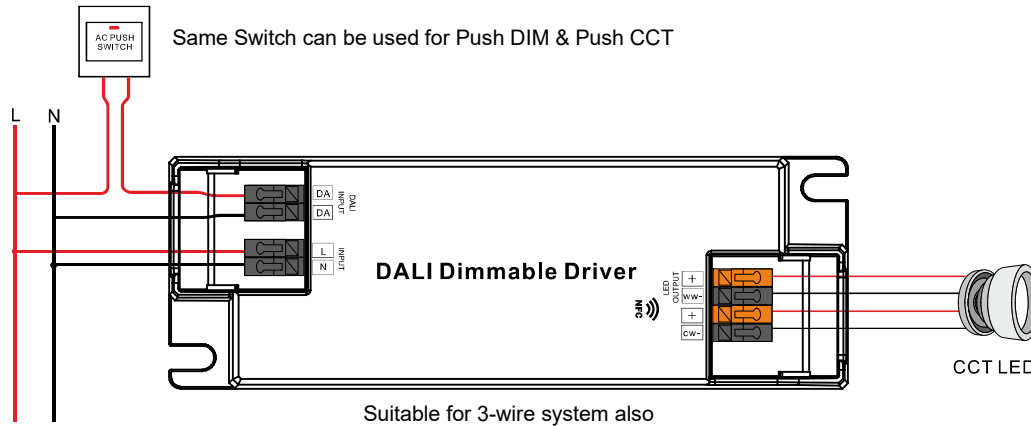 AC PUSH
SWITCH
Same Switch can be used for Push DIM & Push CCT
L N
DA
DA
DALI
INPUT
L
N
INPUT
DALI Dimmable Driver
NFC
LED
OUTPUT
+
WW-
+
CW-
CCT LED
Suitable for 3-wire system also